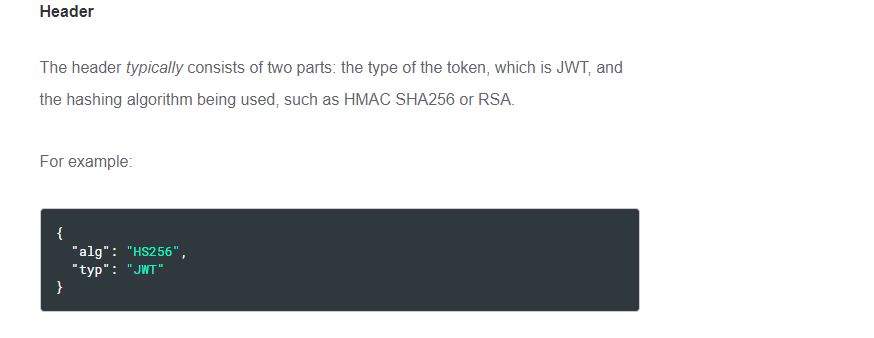 Header
The header typically consists of two parts: the type of the token, which is JWT, and
the hashing algorithm being used, such as HMAC SHA256 or RSA.
For example:
{
"alg": "HS256",
"typ": "JWT"
}